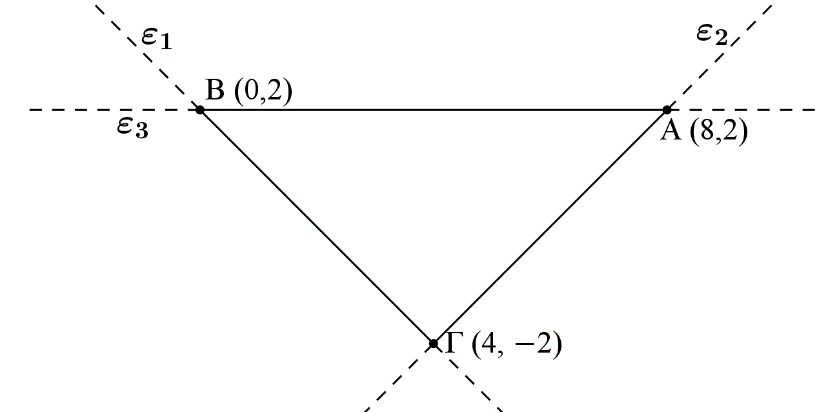 ε₁
ε₂
Β (0,2)
ε₃
Α (8,2)
Γ (4, −2)